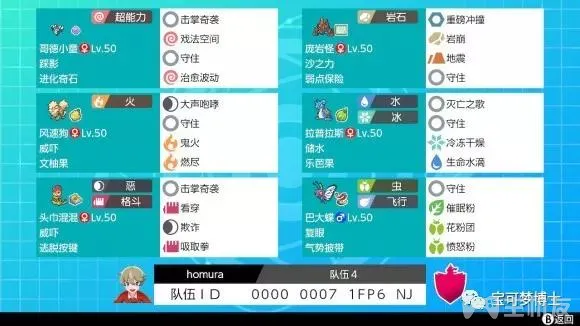 超能力
哥德小童♀Lv.50
踩影
进化奇石
击掌奇袭
戏法空间
守住
治愈波动
岩石
庞岩怪♀Lv.50
沙之力
弱点保险
重磅冲撞
岩崩
地震
守住
火
风速狗♀Lv.50
威吓
文柚果
大声咆哮
守住
鬼火
燃尽
水
冰
拉普拉斯♀Lv.50
储水
乐芭果
灭亡之歌
守住
冷冻干燥
生命水滴
恶
格斗
头巾混混♀Lv.50
威吓
逃脱按键
击掌奇袭
看穿
欺诈
吸取拳
虫
飞行
巴大蝶♂Lv.50
复眼
气势披带
守住
催眠粉
花粉团
愤怒粉
homura
队伍4
队伍ID 0000 0007 1FP6 NJ
宝可梦博士
B返回